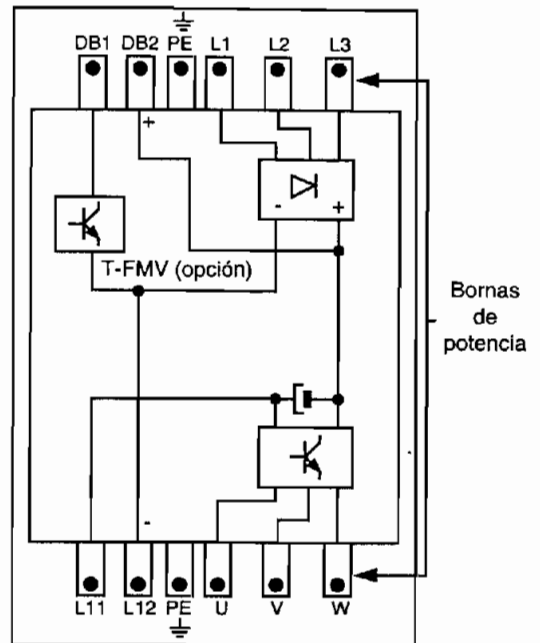 DB1 DB2 PE L1 L2 L3
+
- +
T-FMV (opción)
Bornas
de
potencia
-
L11 L12 PE U V W